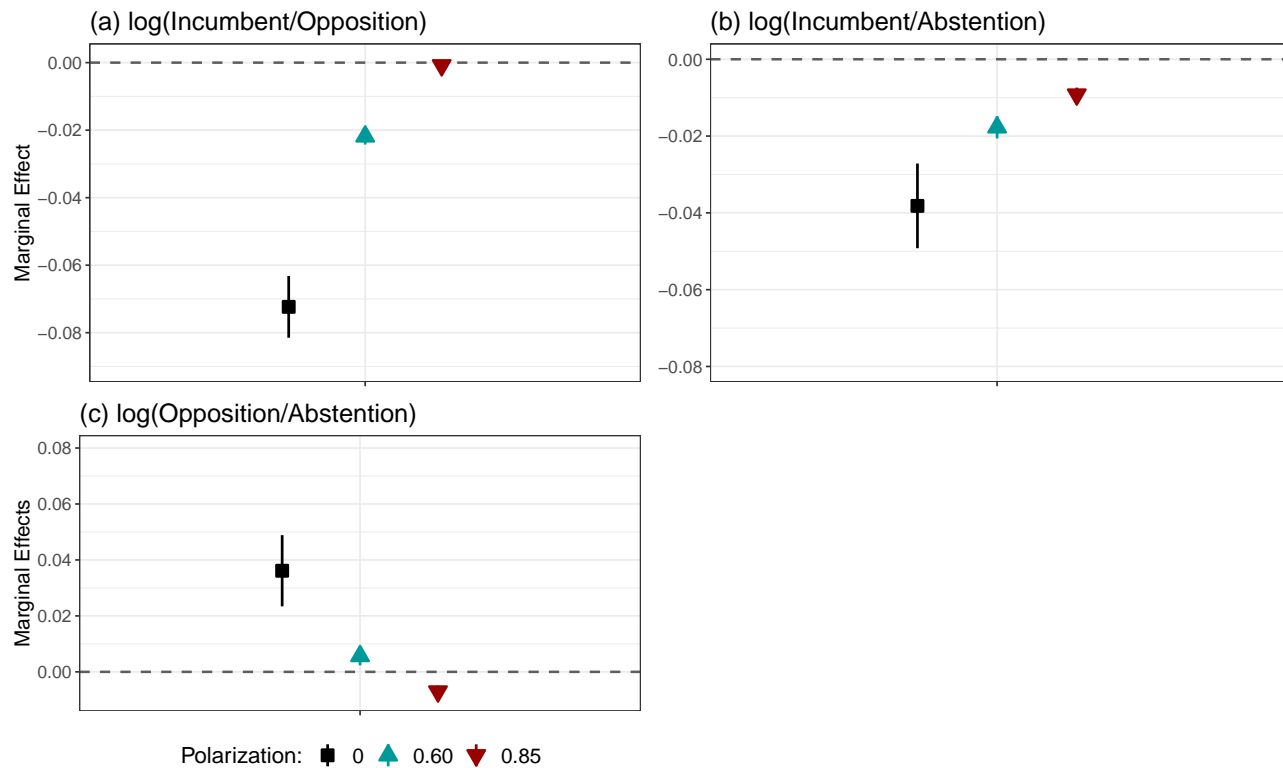 (a) log(Incumbent/Opposition)
0.00
−0.02
−0.04
−0.06
−0.08
Marginal Effect
(b) log(Incumbent/Abstention)
0.00
−0.02
−0.04
−0.06
−0.08
(c) log(Opposition/Abstention)
0.08
0.06
0.04
0.02
0.00
Marginal Effects
Polarization: 0 0.60 0.85